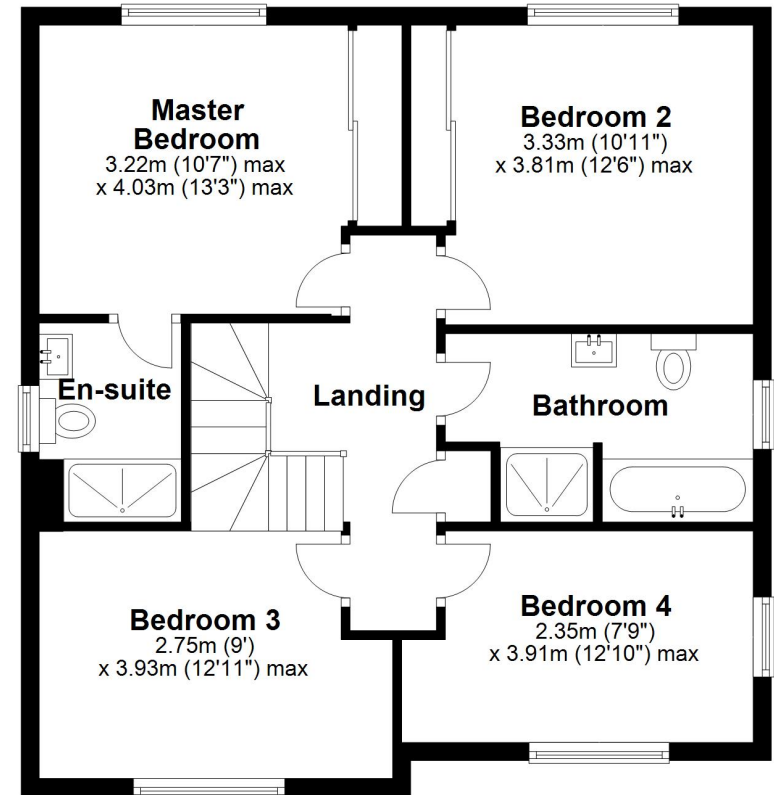 Master
Bedroom
3.22m (10'7") max
x 4.03m (13'3") max
Bedroom 2
3.33m (10'11")
x 3.81m (12'6") max
En-suite
Landing
Bathroom
Bedroom 3
2.75m (9')
x 3.93m (12'11") max
Bedroom 4
2.35m (7'9")
x 3.91m (12'10") max